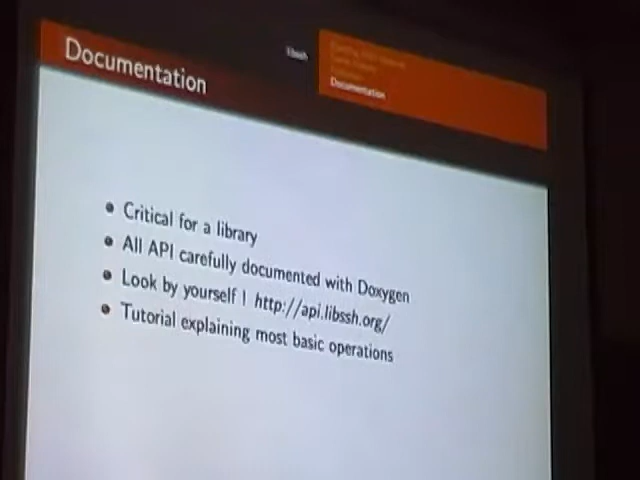 libssh
Documentation
Documentation
Critical for a library
All API carefully documented with Doxygen
Look by yourself ! http://api.libssh.org/
Tutorial explaining most basic operations